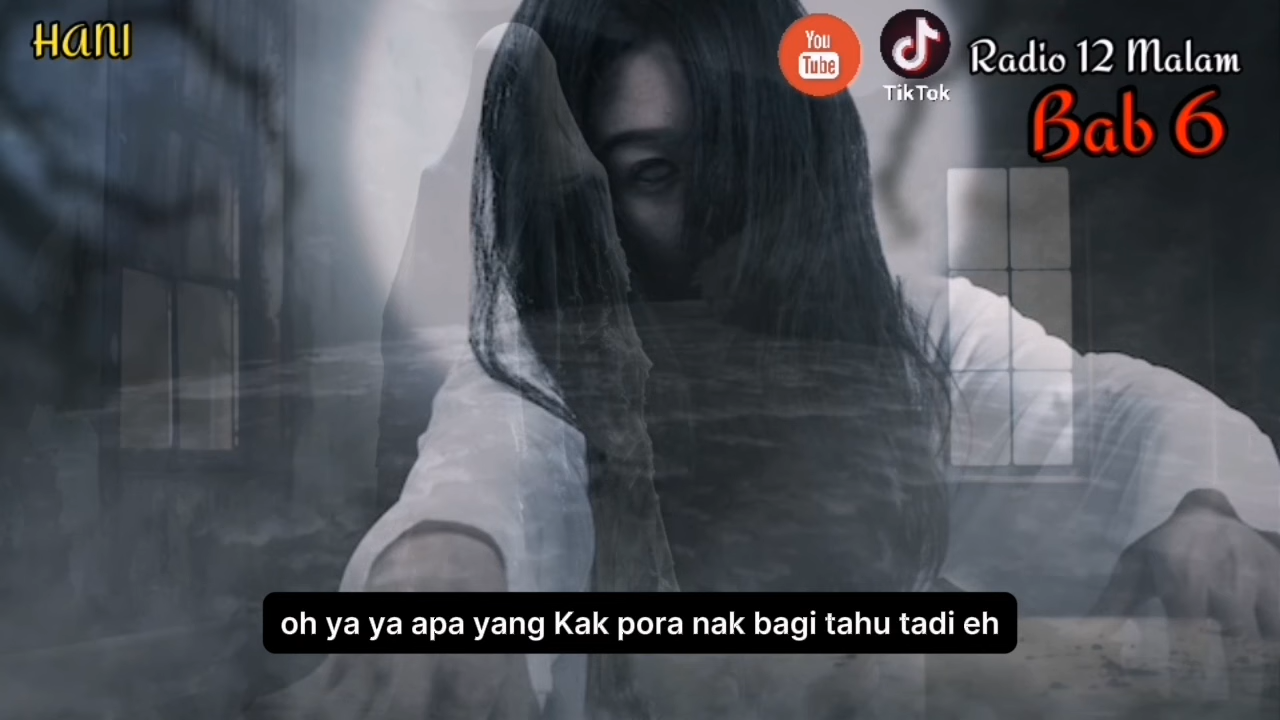 HANI
You
Tube
TikTok
Radio 12 Malam
Bab 6
oh ya ya apa yang Kak pora nak bagi tahu tadi eh